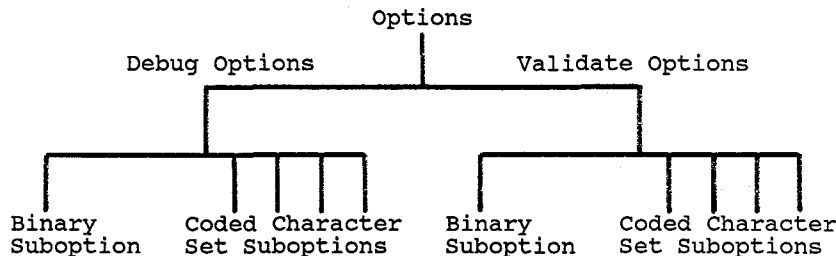 Options
Debug Options
Validate Options
Binary
Suboption
Coded Character
Set Suboptions
Binary
Suboption
Coded Character
Set Suboptions